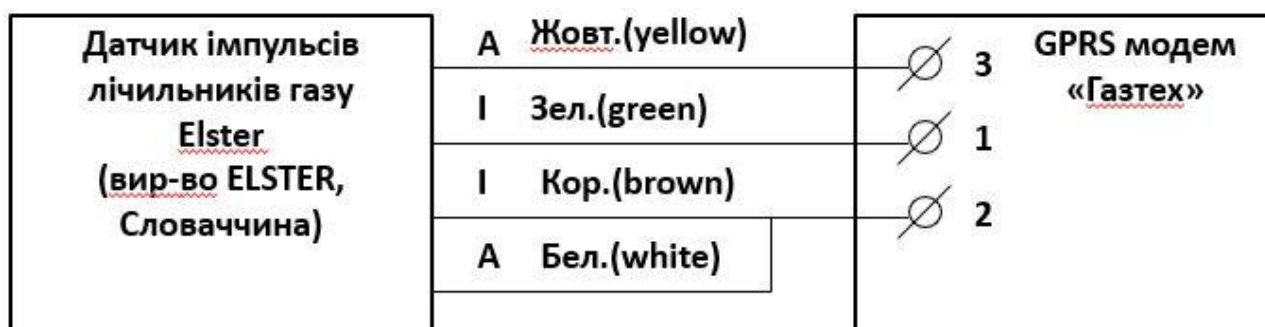 Датчик імпульсів
лічильників газу
Elster
(вир-во ELSTER,
Словаччина)
А Жовт.(yellow)
І Зел.(green)
І Кор.(brown)
А Бел.(white)
3
1
2
GPRS модем
«Газтех»